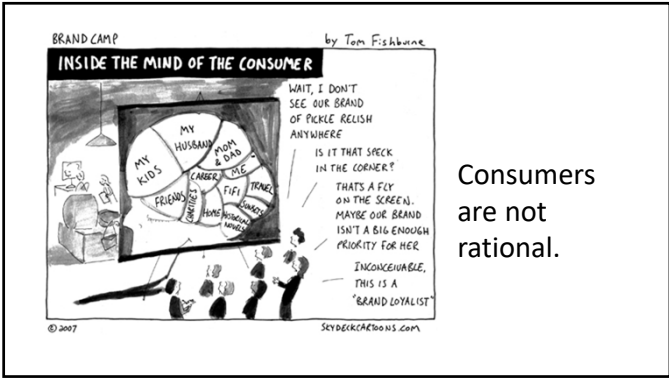 BRAND CAMP
by Tom Fishburne
INSIDE THE MIND OF THE CONSUMER
WAIT, I DON'T
SEE OUR BRAND
OF PICKLE RELISH
ANYWHERE
IS IT THAT SPECK
IN THE CORNER?
THAT'S A FLY
ON THE SCREEN.
MAYBE OUR BRAND
ISN'T A BIG ENOUGH
PRIORITY FOR HER
INCONCEIVABLE,
THIS IS A
"BRAND LOYALIST"
MY
KIDS
MY
HUSBAND
MOM
& DAD
CAREER
ME
FRIENDS
CHARITIES
FIFI
TRAVEL
HOME
SUNSETS
HISTORICAL
NOVELS
© 2007
SKYDECKCARTOONS.COM
Consumers
are not
rational.